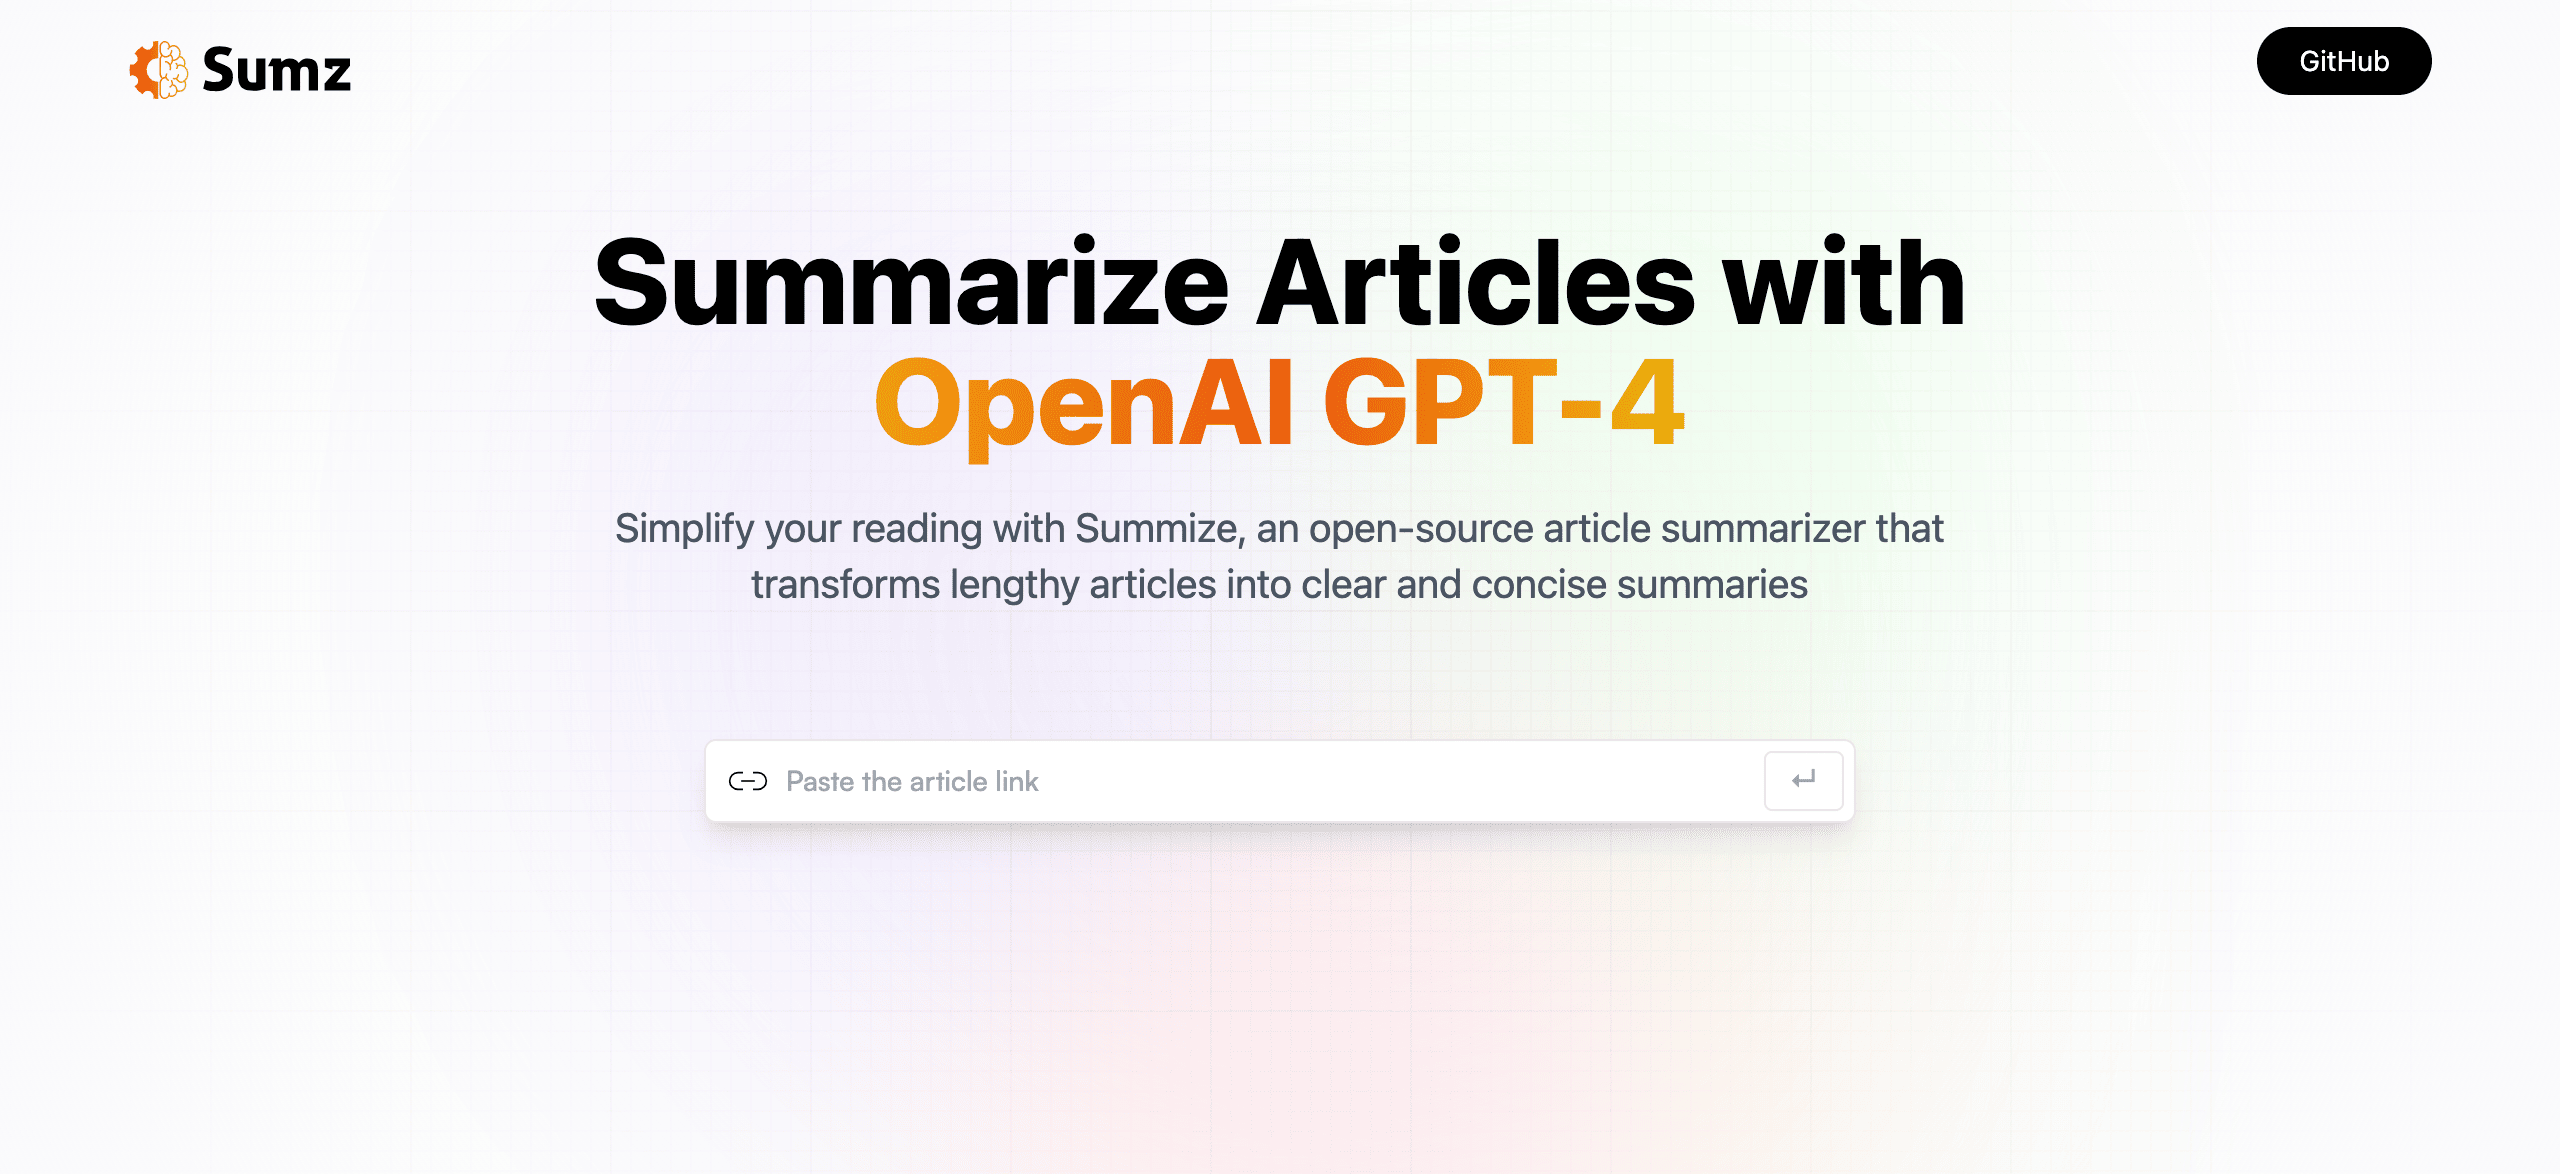 Sumz
GitHub
Summarize Articles with
OpenAI GPT-4
Simplify your reading with Summize, an open-source article summarizer that
transforms lengthy articles into clear and concise summaries
Paste the article link